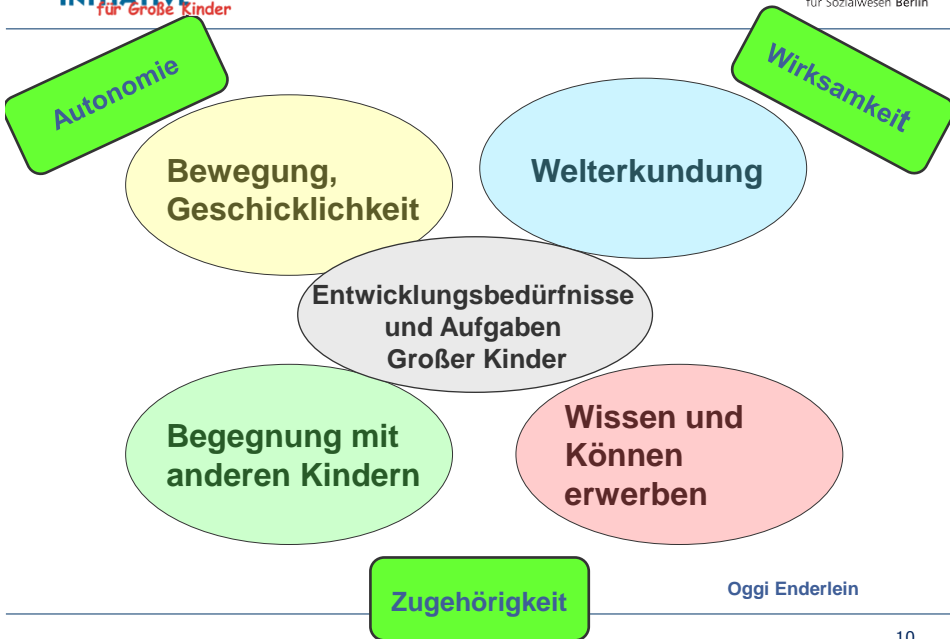 INITIATIVE
für Große Kinder
für Sozialwesen Berlin
Autonomie
Wirksamkeit
Bewegung,
Geschicklichkeit
Welterkundung
Entwicklungsbedürfnisse
und Aufgaben
Großer Kinder
Begegnung mit
anderen Kindern
Wissen und
Können
erwerben
Zugehörigkeit
Oggi Enderlein
10